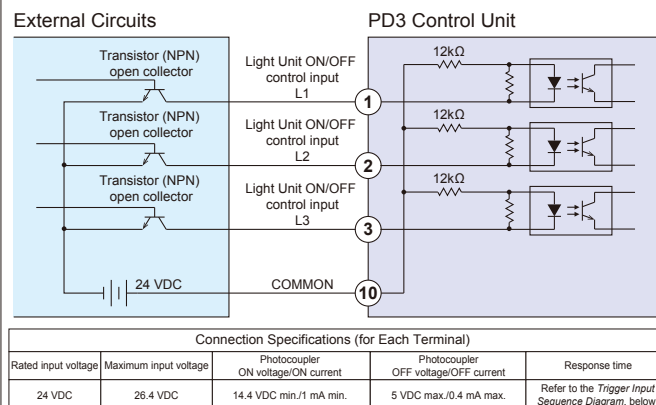 External Circuits
PD3 Control Unit
Transistor (NPN)
open collector
Light Unit ON/OFF
control input
L1
1
12kΩ
Transistor (NPN)
open collector
Light Unit ON/OFF
control input
L2
2
12kΩ
Transistor (NPN)
open collector
Light Unit ON/OFF
control input
L3
3
12kΩ
24 VDC
COMMON
10
Connection Specifications (for Each Terminal)
Rated input voltage
Maximum input voltage
Photocoupler
ON voltage/ON current
Photocoupler
OFF voltage/OFF current
Response time
24 VDC
26.4 VDC
14.4 VDC min./1 mA min.
5 VDC max./0.4 mA max.
Refer to the Trigger Input
Sequence Diagram, below